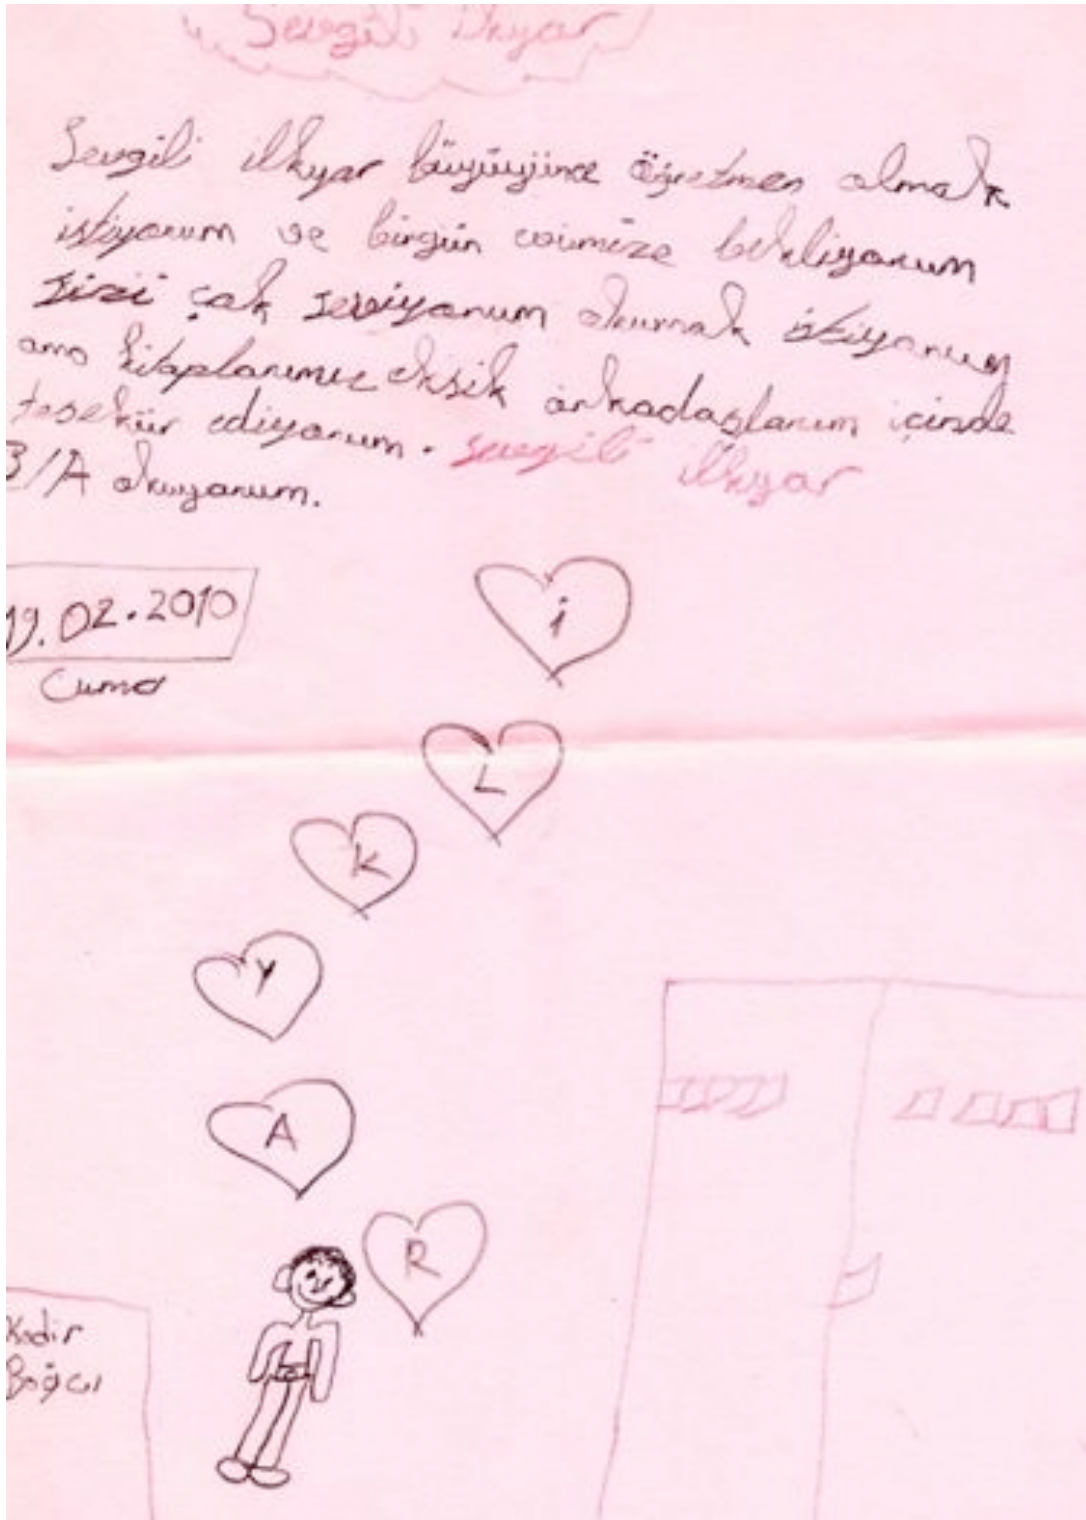 Sevgili İlkyar
Sevgili ilkyar büyüyünce öğretmen olmak
istiyorum ve birgün evimize bekliyorum
sizi çok seviyorum okumak istiyorum
ama kitaplarımız eksik arkadaşlarım içinde
teşekür ediyorum. sevgili ilkyar
3/A okuyorum.
19.02.2010
Cuma
i
L
K
Y
A
R
Kadir
Bağcı